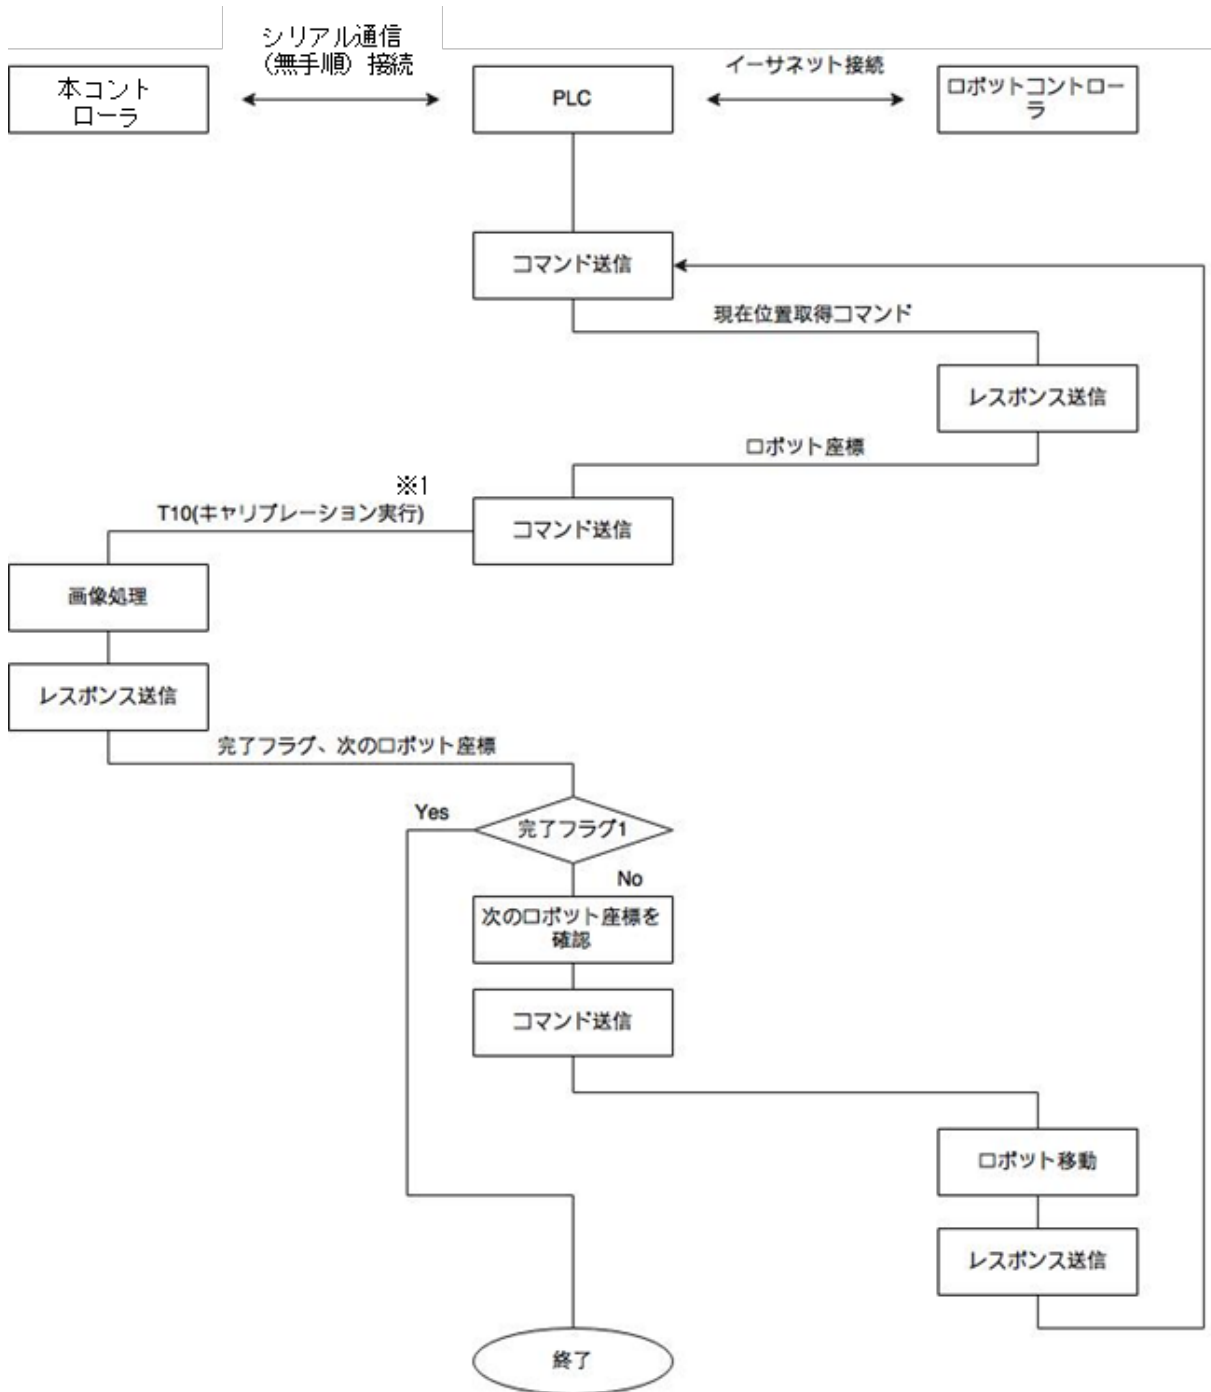 シリアル通信
（無手順）接続
イーサネット接続
本コント
ローラ
PLC
ロボットコントロー
ラ
コマンド送信
現在位置取得コマンド
レスポンス送信
ロボット座標
※1
T10(キャリブレーション実行)
コマンド送信
画像処理
レスポンス送信
完了フラグ、次のロボット座標
Yes
完了フラグ1
No
次のロボット座標を
確認
コマンド送信
ロボット移動
レスポンス送信
終了